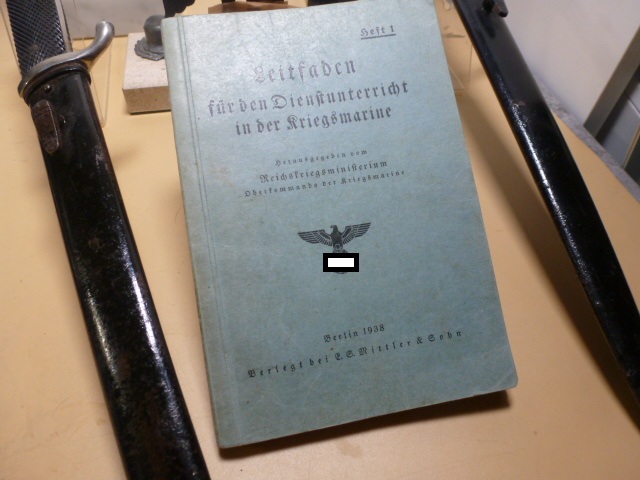 Heft 1
Leitfaden
für den Dienstunterricht
in der Kriegsmarine
Herausgegeben vom
Reichskriegsministerium
Oberkommando der Kriegsmarine
Berlin 1938
Verlegt bei E. S. Mittler & Sohn